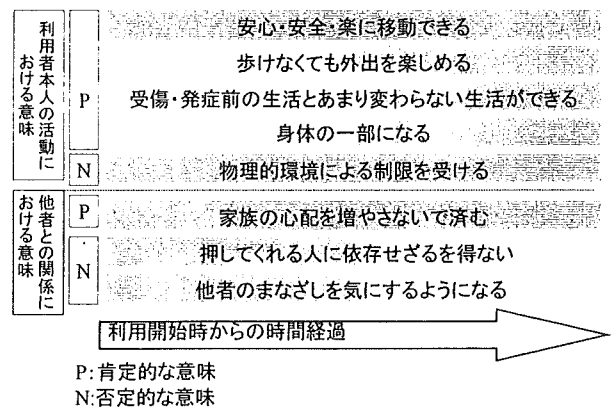 利用者本人の活動に
おける意味
P
安心・安全・楽に移動できる
歩けなくても外出を楽しめる
受傷・発症前の生活とあまり変わらない生活ができる
身体の一部になる
N
物理的環境による制限を受ける
他者との関係に
おける意味
P
家族の心配を増やさないで済む
N
押してくれる人に依存せざるを得ない
他者のまなざしを気にするようになる
利用開始時からの時間経過
P:肯定的な意味
N:否定的な意味